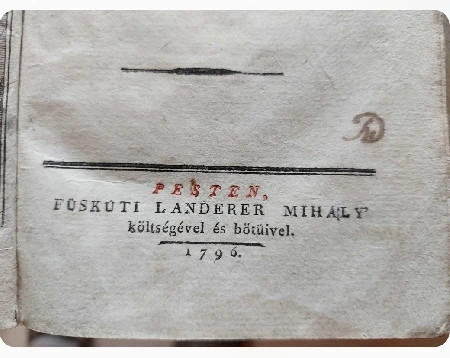 PESTEN,
FÜSKÚTI LANDERER MIHÁLY
költségével és bötüivel.
1796.